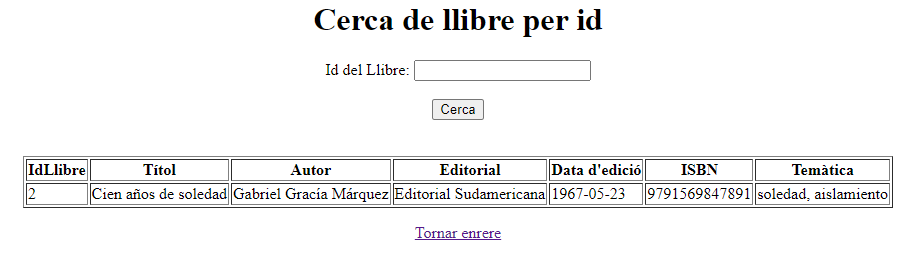 Cerca de llibre per id
Id del Llibre:
Cerca
IdLlibre Títol Autor Editorial Data d'edició ISBN Temàtica
2 Cien años de soledad Gabriel Gracía Márquez Editorial Sudamericana 1967-05-23 9791569847891 soledad, aislamiento
Tornar enrere